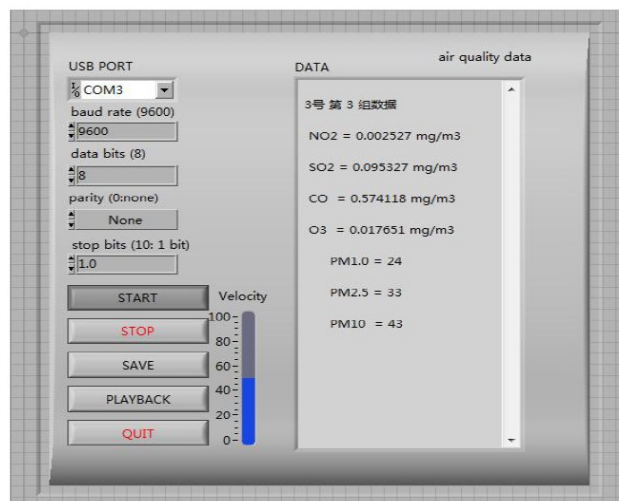 USB PORT
COM3
baud rate (9600)
9600
data bits (8)
8
parity (0:none)
None
stop bits (10: 1 bit)
1.0
START
STOP
SAVE
PLAYBACK
QUIT
Velocity
100
80
60
40
20
0
DATA
air quality data
3号 第 3 组数据
NO2 = 0.002527 mg/m3
SO2 = 0.095327 mg/m3
CO = 0.574118 mg/m3
O3 = 0.017651 mg/m3
PM1.0 = 24
PM2.5 = 33
PM10 = 43